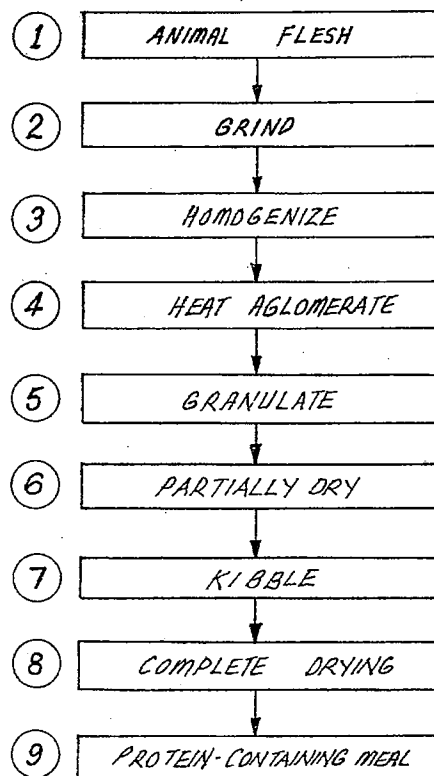 1 ANIMAL FLESH
2 GRIND
3 HOMOGENIZE
4 HEAT AGLOMERATE
5 GRANULATE
6 PARTIALLY DRY
7 KIBBLE
8 COMPLETE DRYING
9 PROTEIN-CONTAINING MEAL